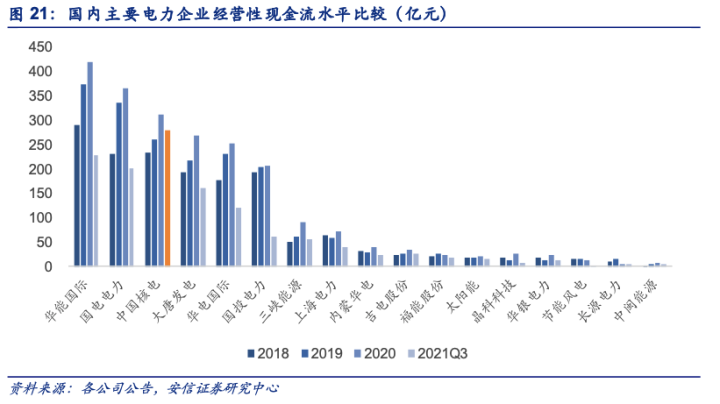 图 21：国内主要电力企业经营性现金流水平比较（亿元）
450
400
350
300
250
200
150
100
50
0
华能国际
国电电力
中国核电
大唐发电
华电国际
国投电力
三峡能源
上海电力
内蒙华电
吉电股份
福能股份
太阳能
晶科科技
华银电力
节能风电
长源电力
中闽能源
2018 2019 2020 2021Q3
资料来源：各公司公告，安信证券研究中心